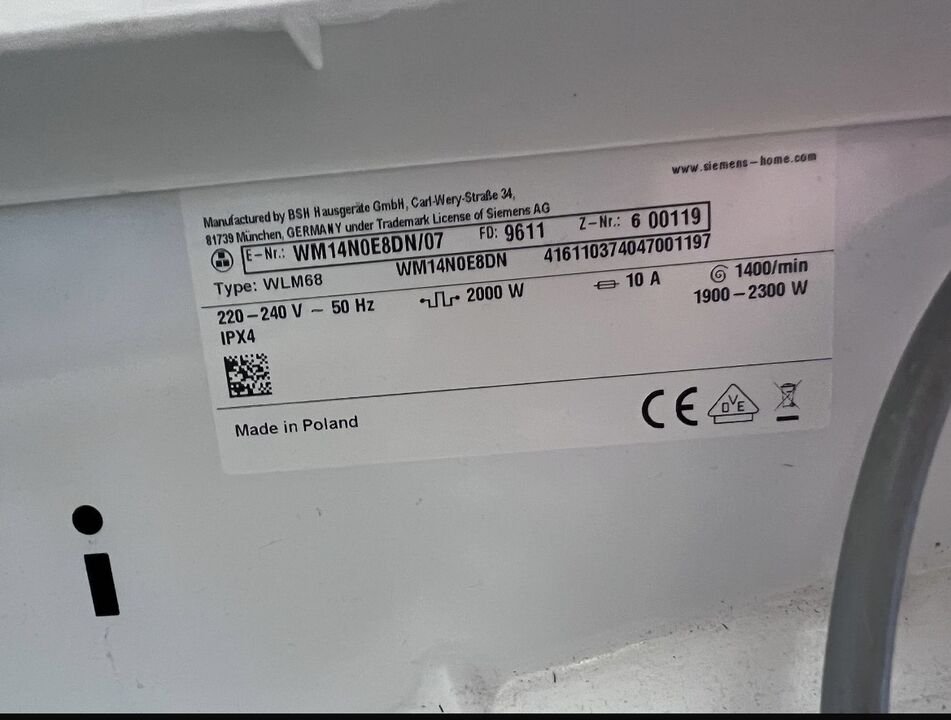 www.siemens-home.com
Manufactured by BSH Hausgeräte GmbH, Carl-Wery-Straße 34,
81739 München, GERMANY under Trademark License of Siemens AG
E-Nr.: WM14N0E8DN/07 FD: 9611 Z-Nr.: 6 00119
Type: WLM68 WM14N0E8DN 416110374047001197
220-240 V ~ 50 Hz 2000 W 10 A 1400/min
IPX4 1900-2300 W
Made in Poland CE DVE
i